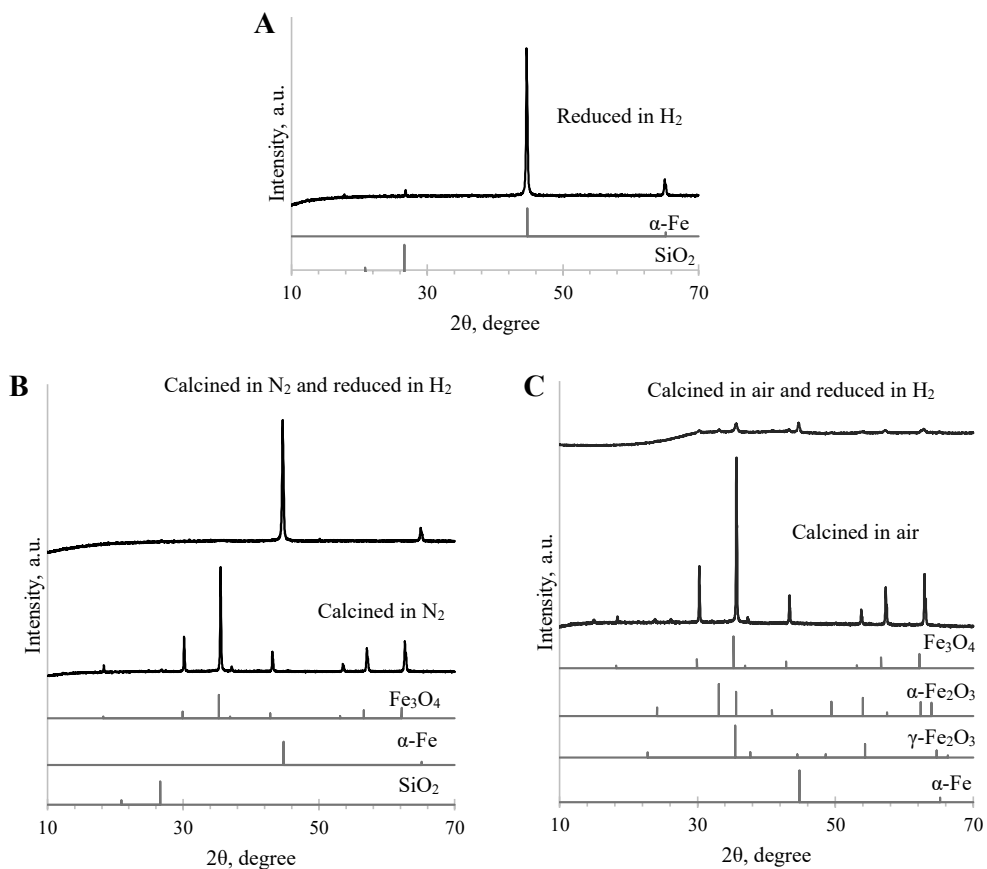 A
Intensity, a.u.
Reduced in H₂
α-Fe
SiO₂
10 30 50 70
2θ, degree
B
Calcined in N₂ and reduced in H₂
Intensity, a.u.
Calcined in N₂
Fe₃O₄
α-Fe
SiO₂
10 30 50 70
2θ, degree
C
Calcined in air and reduced in H₂
Intensity, a.u.
Calcined in air
Fe₃O₄
α-Fe₂O₃
γ-Fe₂O₃
α-Fe
10 30 50 70
2θ, degree